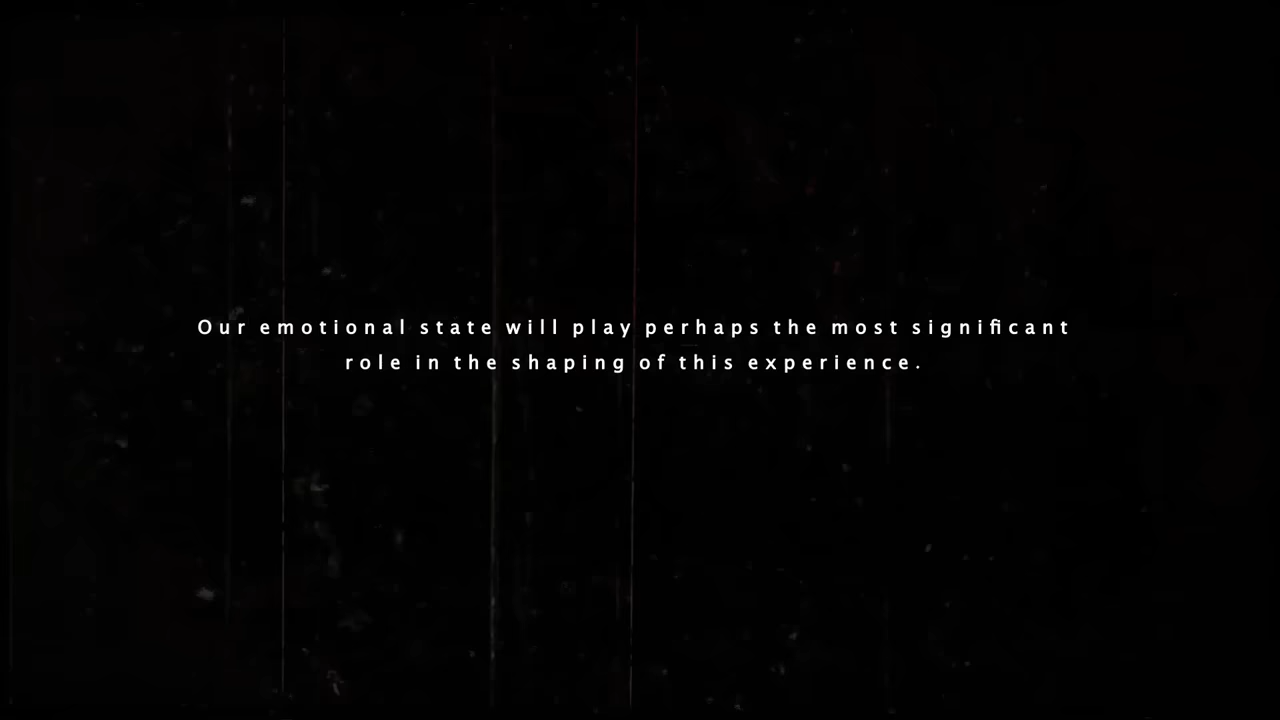 Our emotional state will play perhaps the most significant
role in the shaping of this experience.